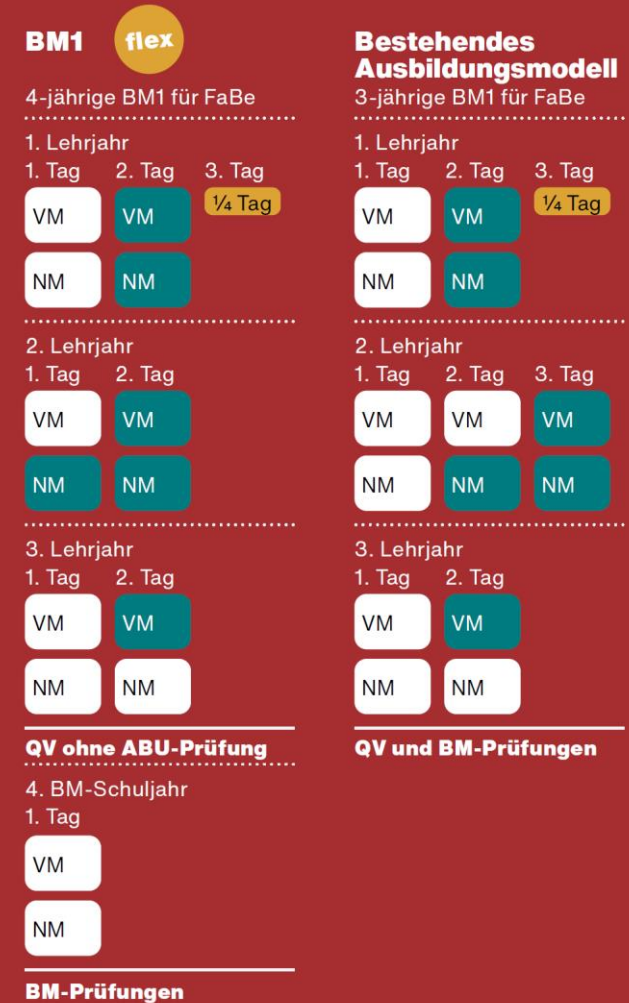 BM1 flex
4-jährige BM1 für FaBe
1. Lehrjahr
1. Tag 2. Tag 3. Tag
VM VM ¼ Tag
NM NM
2. Lehrjahr
1. Tag 2. Tag
VM VM
NM NM
3. Lehrjahr
1. Tag 2. Tag
VM VM
NM NM
QV ohne ABU-Prüfung
4. BM-Schuljahr
1. Tag
VM
NM
BM-Prüfungen
Bestehendes
Ausbildungsmodell
3-jährige BM1 für FaBe
1. Lehrjahr
1. Tag 2. Tag 3. Tag
VM VM ¼ Tag
NM NM
2. Lehrjahr
1. Tag 2. Tag 3. Tag
VM VM VM
NM NM NM
3. Lehrjahr
1. Tag 2. Tag
VM VM
NM NM
QV und BM-Prüfungen